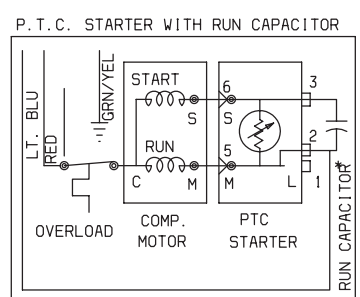 P.T.C. STARTER WITH RUN CAPACITOR
LT. BLU
RED
GRN/YEL
START
S
6
S
3
RUN
C
M
5
M
2
L
1
OVERLOAD
COMP.
MOTOR
PTC
STARTER
RUN CAPACITOR*